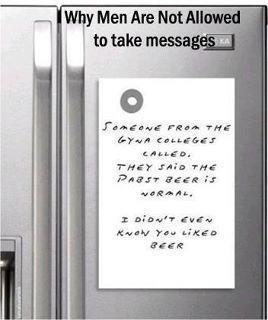 Why Men Are Not Allowed
to take messages
SOMEONE FROM THE
GYNA COLLEGES
CALLED.
THEY SAID THE
PABST BEER IS
NORMAL.
I DIDN'T EVEN
KNOW YOU LIKED
BEER